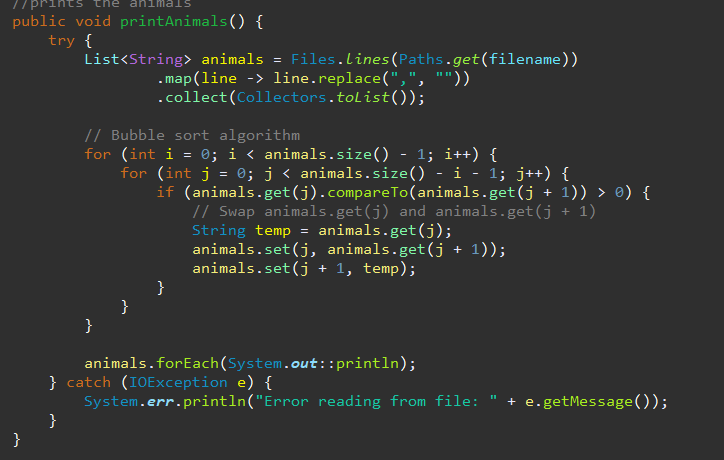 //prints the animals
public void printAnimals() {
    try {
        List<String> animals = Files.lines(Paths.get(filename))
                .map(line -> line.replace(",", ""))
                .collect(Collectors.toList());

        // Bubble sort algorithm
        for (int i = 0; i < animals.size() - 1; i++) {
            for (int j = 0; j < animals.size() - i - 1; j++) {
                if (animals.get(j).compareTo(animals.get(j + 1)) > 0) {
                    // Swap animals.get(j) and animals.get(j + 1)
                    String temp = animals.get(j);
                    animals.set(j, animals.get(j + 1));
                    animals.set(j + 1, temp);
                }
            }
        }

        animals.forEach(System.out::println);
    } catch (IOException e) {
        System.err.println("Error reading from file: " + e.getMessage());
    }
}